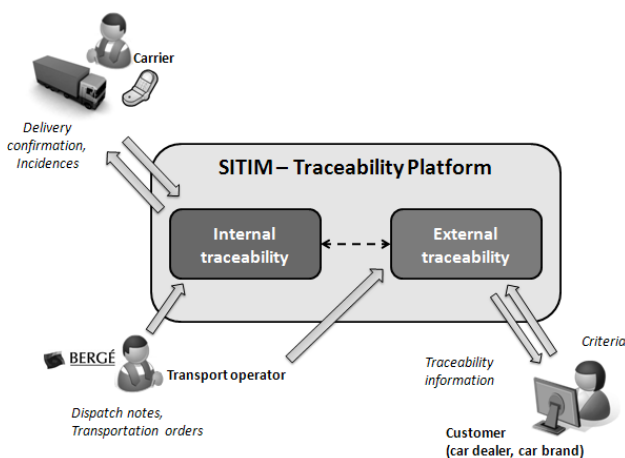 Carrier
Delivery
confirmation,
Incidences
SITIM – Traceability Platform
Internal
traceability
External
traceability
BERGÉ
Transport operator
Dispatch notes,
Transportation orders
Traceability
information
Criteria
Customer
(car dealer, car brand)